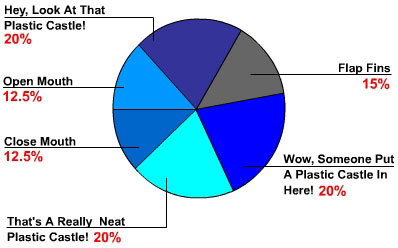 Hey, Look At That
Plastic Castle!
20%
Flap Fins
15%
Open Mouth
12.5%
Close Mouth
12.5%
Wow, Someone Put
A Plastic Castle In
Here! 20%
That's A Really Neat
Plastic Castle! 20%